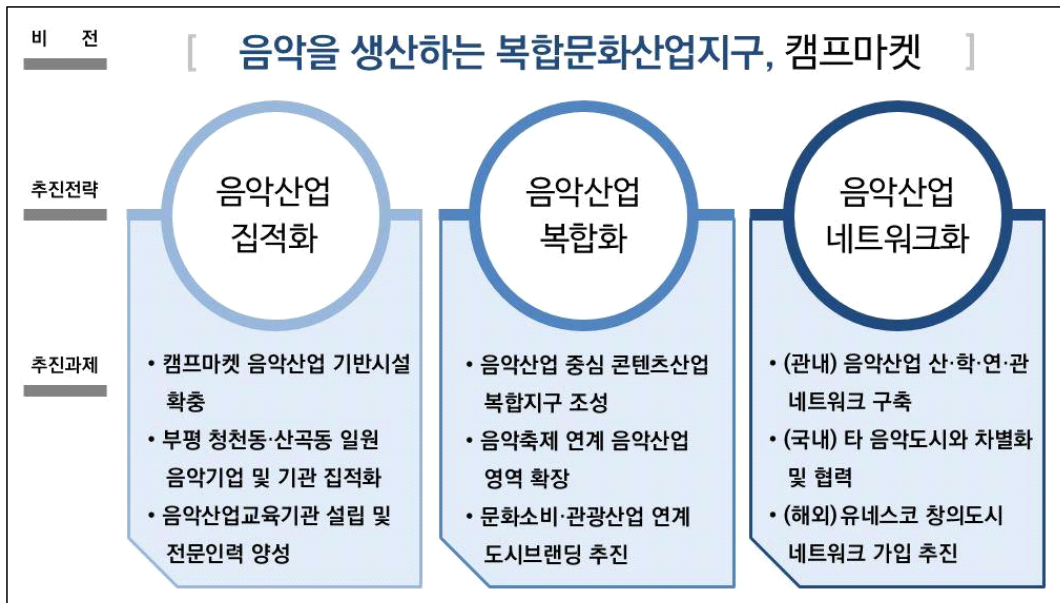 비 전
[ 음악을 생산하는 복합문화산업지구, 캠프마켓 ]
추진전략
음악산업
집적화
음악산업
복합화
음악산업
네트워크화
추진과제
• 캠프마켓 음악산업 기반시설
확충
• 부평 청천동·산곡동 일원
음악기업 및 기관 집적화
• 음악산업교육기관 설립 및
전문인력 양성
• 음악산업 중심 콘텐츠산업
복합지구 조성
• 음악축제 연계 음악산업
영역 확장
• 문화소비·관광산업 연계
도시브랜딩 추진
• (관내) 음악산업 산·학·연·관
네트워크 구축
• (국내) 타 음악도시와 차별화
및 협력
• (해외) 유네스코 창의도시
네트워크 가입 추진